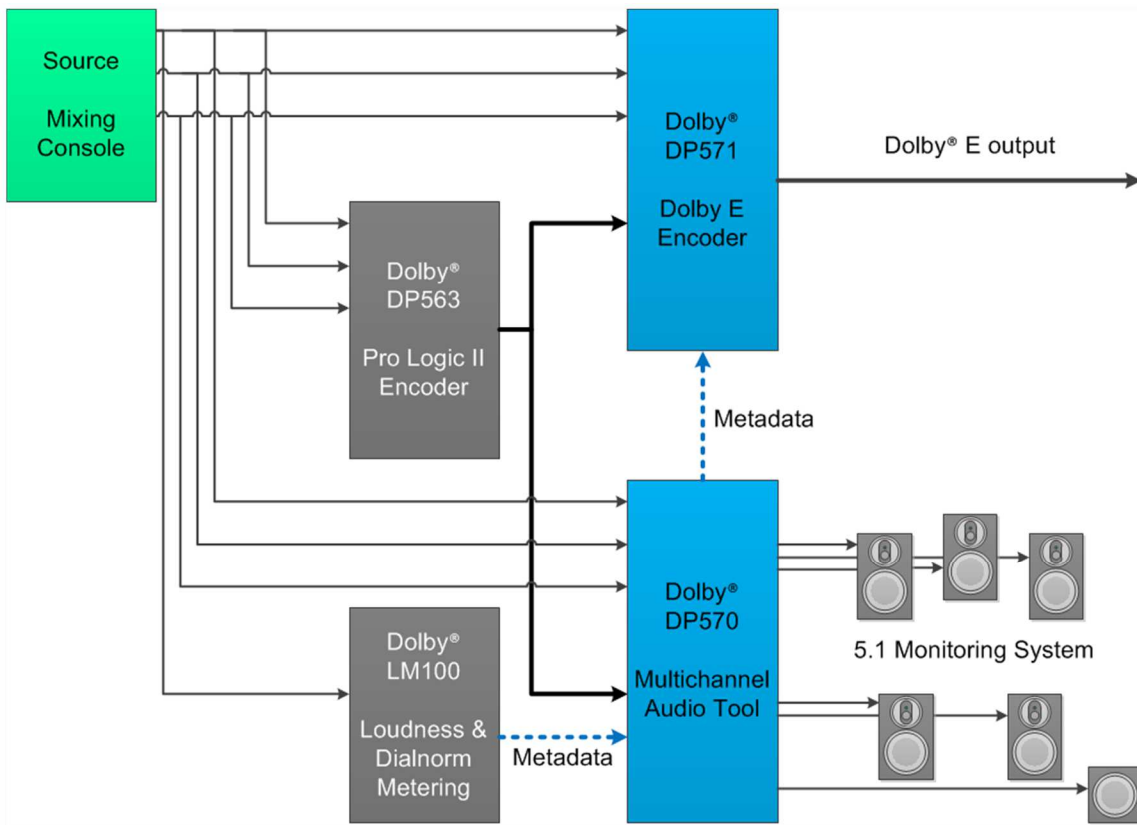 Source
Mixing
Console
Dolby®
DP571
Dolby E
Encoder
Dolby® E output
Dolby®
DP563
Pro Logic II
Encoder
Metadata
Dolby®
DP570
Multichannel
Audio Tool
5.1 Monitoring System
Dolby®
LM100
Loudness &
Dialnorm
Metering
Metadata